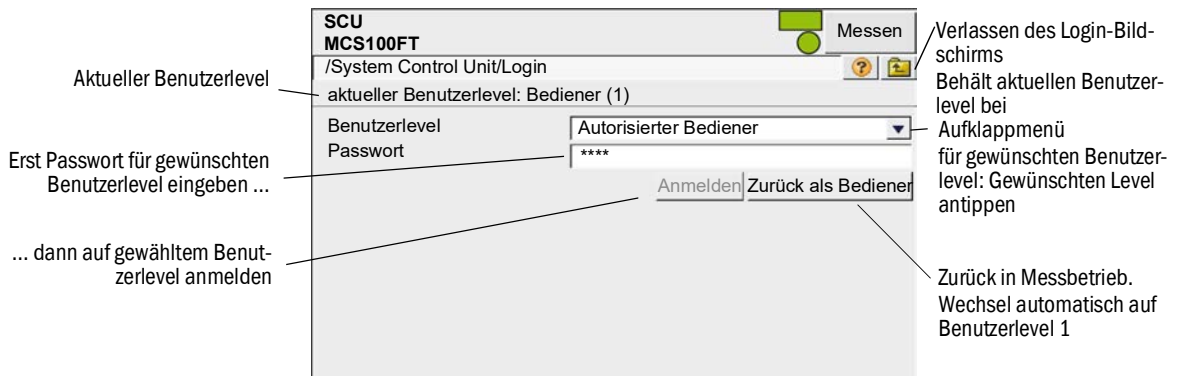 SCU
MCS100FT
Messen
/System Control Unit/Login
aktueller Benutzerlevel: Bediener (1)
Benutzerlevel
Autorisierter Bediener
Passwort
****
Anmelden
Zurück als Bediener
Aktueller Benutzerlevel
Erst Passwort für gewünschten
Benutzerlevel eingeben ...
... dann auf gewähltem Benut-
zerlevel anmelden
Verlassen des Login-Bild-
schirms
Behält aktuellen Benutzer-
level bei
Aufklappmenü
für gewünschten Benutzer-
level: Gewünschten Level
antippen
Zurück in Messbetrieb.
Wechsel automatisch auf
Benutzerlevel 1